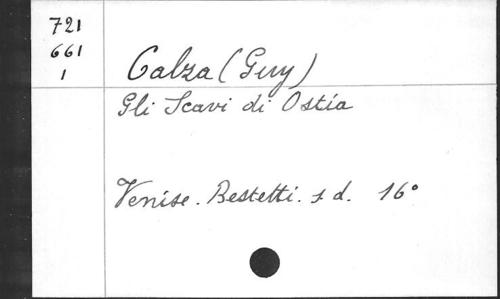 721
661
1
Calza (Guy)
Gli Scavi di Ostia
Venise. Bestetti. s d. 16°